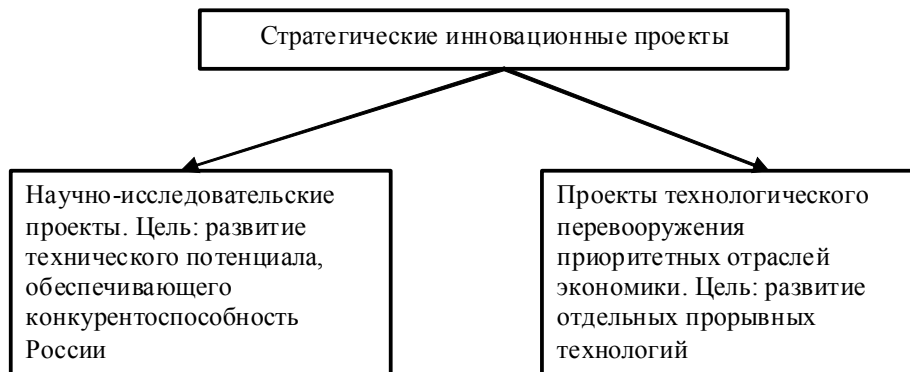 Стратегические инновационные проекты
Научно-исследовательские
проекты. Цель: развитие
технического потенциала,
обеспечивающего
конкурентоспособность
России
Проекты технологического
перевооружения
приоритетных отраслей
экономики. Цель: развитие
отдельных прорывных
технологий